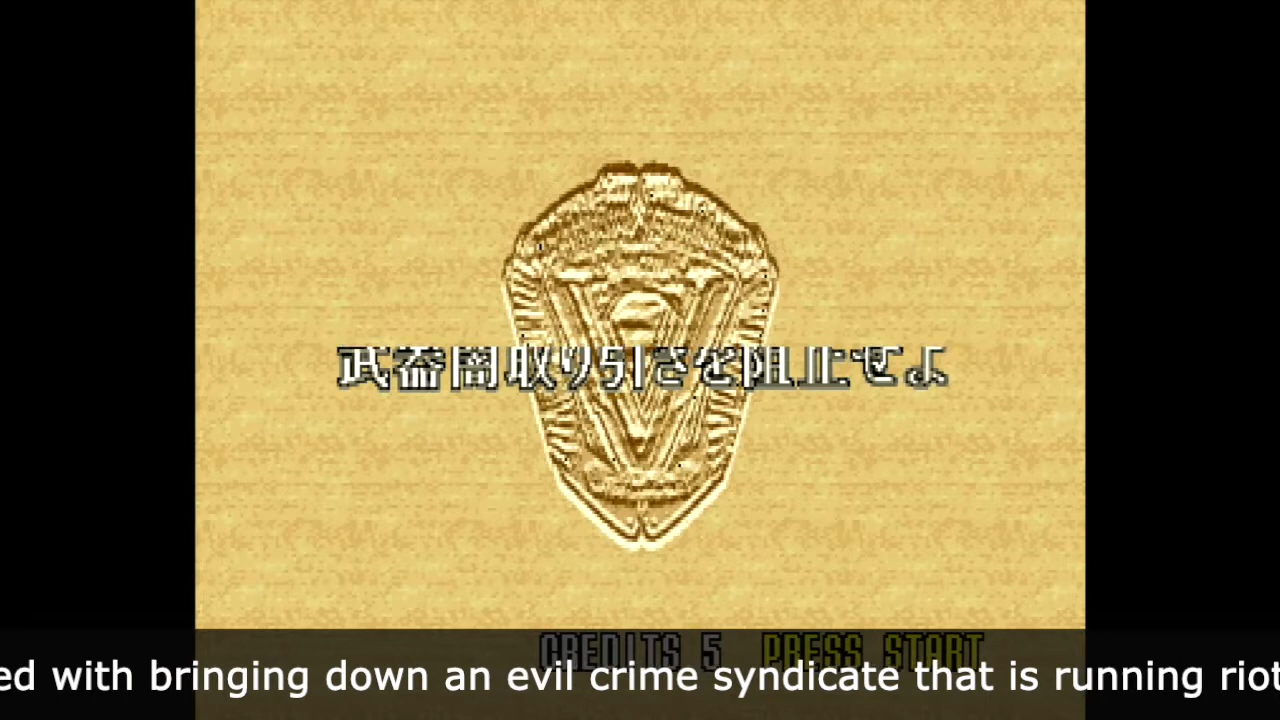 武器闇取り引きを阻止せよ
CREDITS 5 PRESS START
ed with bringing down an evil crime syndicate that is running riot